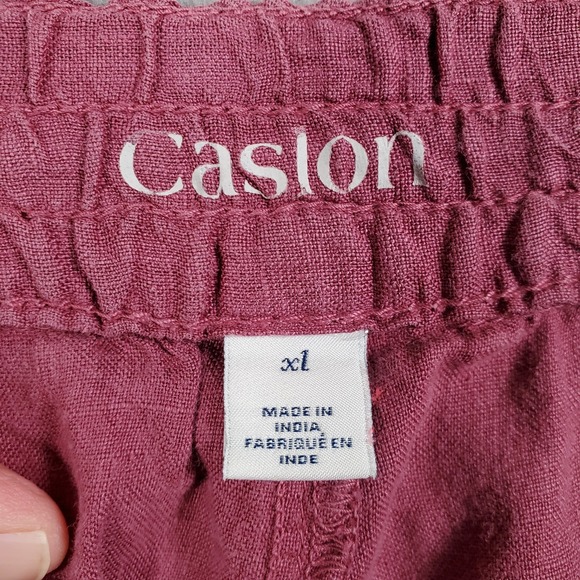 Caslon
xl
MADE IN
INDIA
FABRIQUÉ EN
INDE